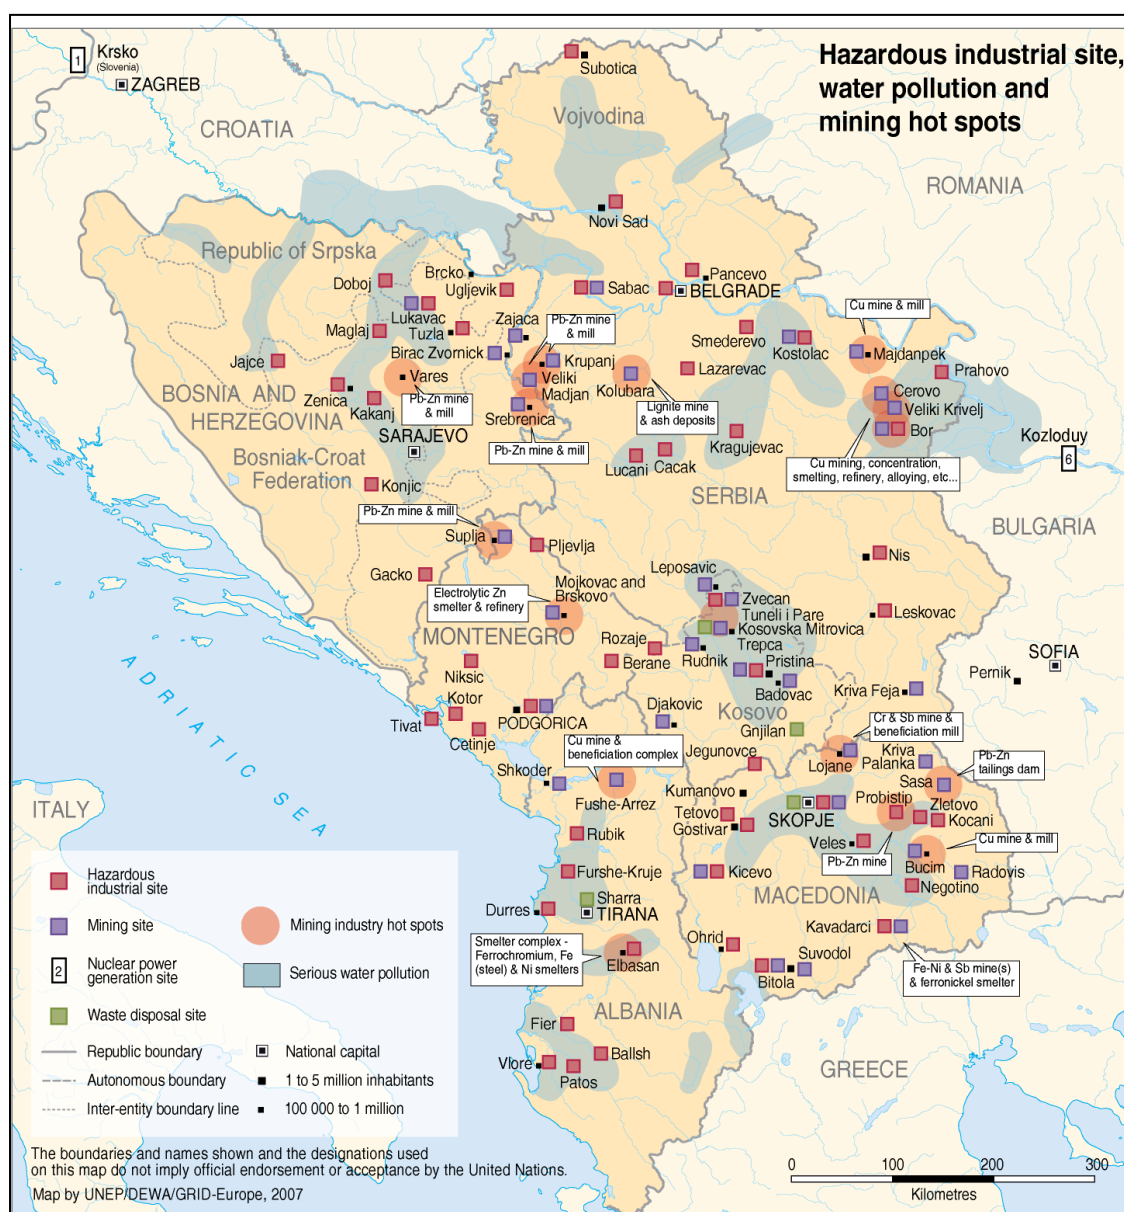 Hazardous industrial site,
water pollution and
mining hot spots
1
Krsko
(Slovenia)
ZAGREB
CROATIA
Subotica
Vojvodina
ROMANIA
Novi Sad
Republic of Srpska
Brcko
Doboj
Ugljevik
Sabac
Pancevo
BELGRADE
Lukavac
Maglaj
Tuzla
Zajaca
Pb-Zn mine
& mill
Cu mine & mill
Smederevo
Kostolac
Majdanpek
Birac Zvornick
Krupanj
Jajce
Vares
Veliki
Madjan
Kolubara
Lazarevac
Prahovo
BOSNIA AND
HERZEGOVINA
Zenica
Kakanj
Pb-Zn mine
& mill
Srebrenica
Lignite mine
& ash deposits
Cerovo
Veliki Krivelj
Bor
SARAJEVO
Pb-Zn mine & mill
Kragujevac
Kozloduy
6
Bosniak-Croat
Federation
Lucani
Cacak
Cu mining, concentration,
smelting, refinery, alloying, etc...
Konjic
SERBIA
Pb-Zn mine & mill
BULGARIA
Suplja
Pljevlja
Nis
Gacko
Mojkovac and
Brskovo
Leposavic
Electrolytic Zn
smelter & refinery
Zvecan
Tuneli i Pare
Leskovac
MONTENEGRO
Rozaje
Kosovska Mitrovica
Trepca
Berane
Rudnik
Pristina
SOFIA
Niksic
Badovac
Pernik
Kotor
Kriva Feja
Djakovic
Kosovo
Tivat
PODGORICA
Cetinje
Gnjilan
Cr & Sb mine &
beneficiation mill
ADRIATIC SEA
Cu mine &
beneficiation complex
Jegunovce
Lojane
Kriva
Palanka
Pb-Zn
tailings dam
Shkoder
Sasa
Fushe-Arrez
Kumanovo
Probistip
Zletovo
ITALY
Tetovo
SKOPJE
Kocani
Gostivar
Rubik
Veles
Pb-Zn mine
Cu mine & mill
Bucim
Furshe-Kruje
Kicevo
Radovis
MACEDONIA
Negotino
Sharra
Durres
TIRANA
Kavadarci
Smelter complex -
Ferrochromium, Fe
(steel) & Ni smelters
Ohrid
Suvodol
Elbasan
Bitola
Fe-Ni & Sb mine(s)
& ferronickel smelter
ALBANIA
Fier
Ballsh
Vlore
Patos
GREECE
Hazardous
industrial site
Mining site
Mining industry hot spots
2
Nuclear power
generation site
Serious water pollution
Waste disposal site
Republic boundary
National capital
Autonomous boundary
1 to 5 million inhabitants
Inter-entity boundary line
100 000 to 1 million
The boundaries and names shown and the designations used
on this map do not imply official endorsement or acceptance by the United Nations.
Map by UNEP/DEWA/GRID-Europe, 2007
0 100 200 300
Kilometres